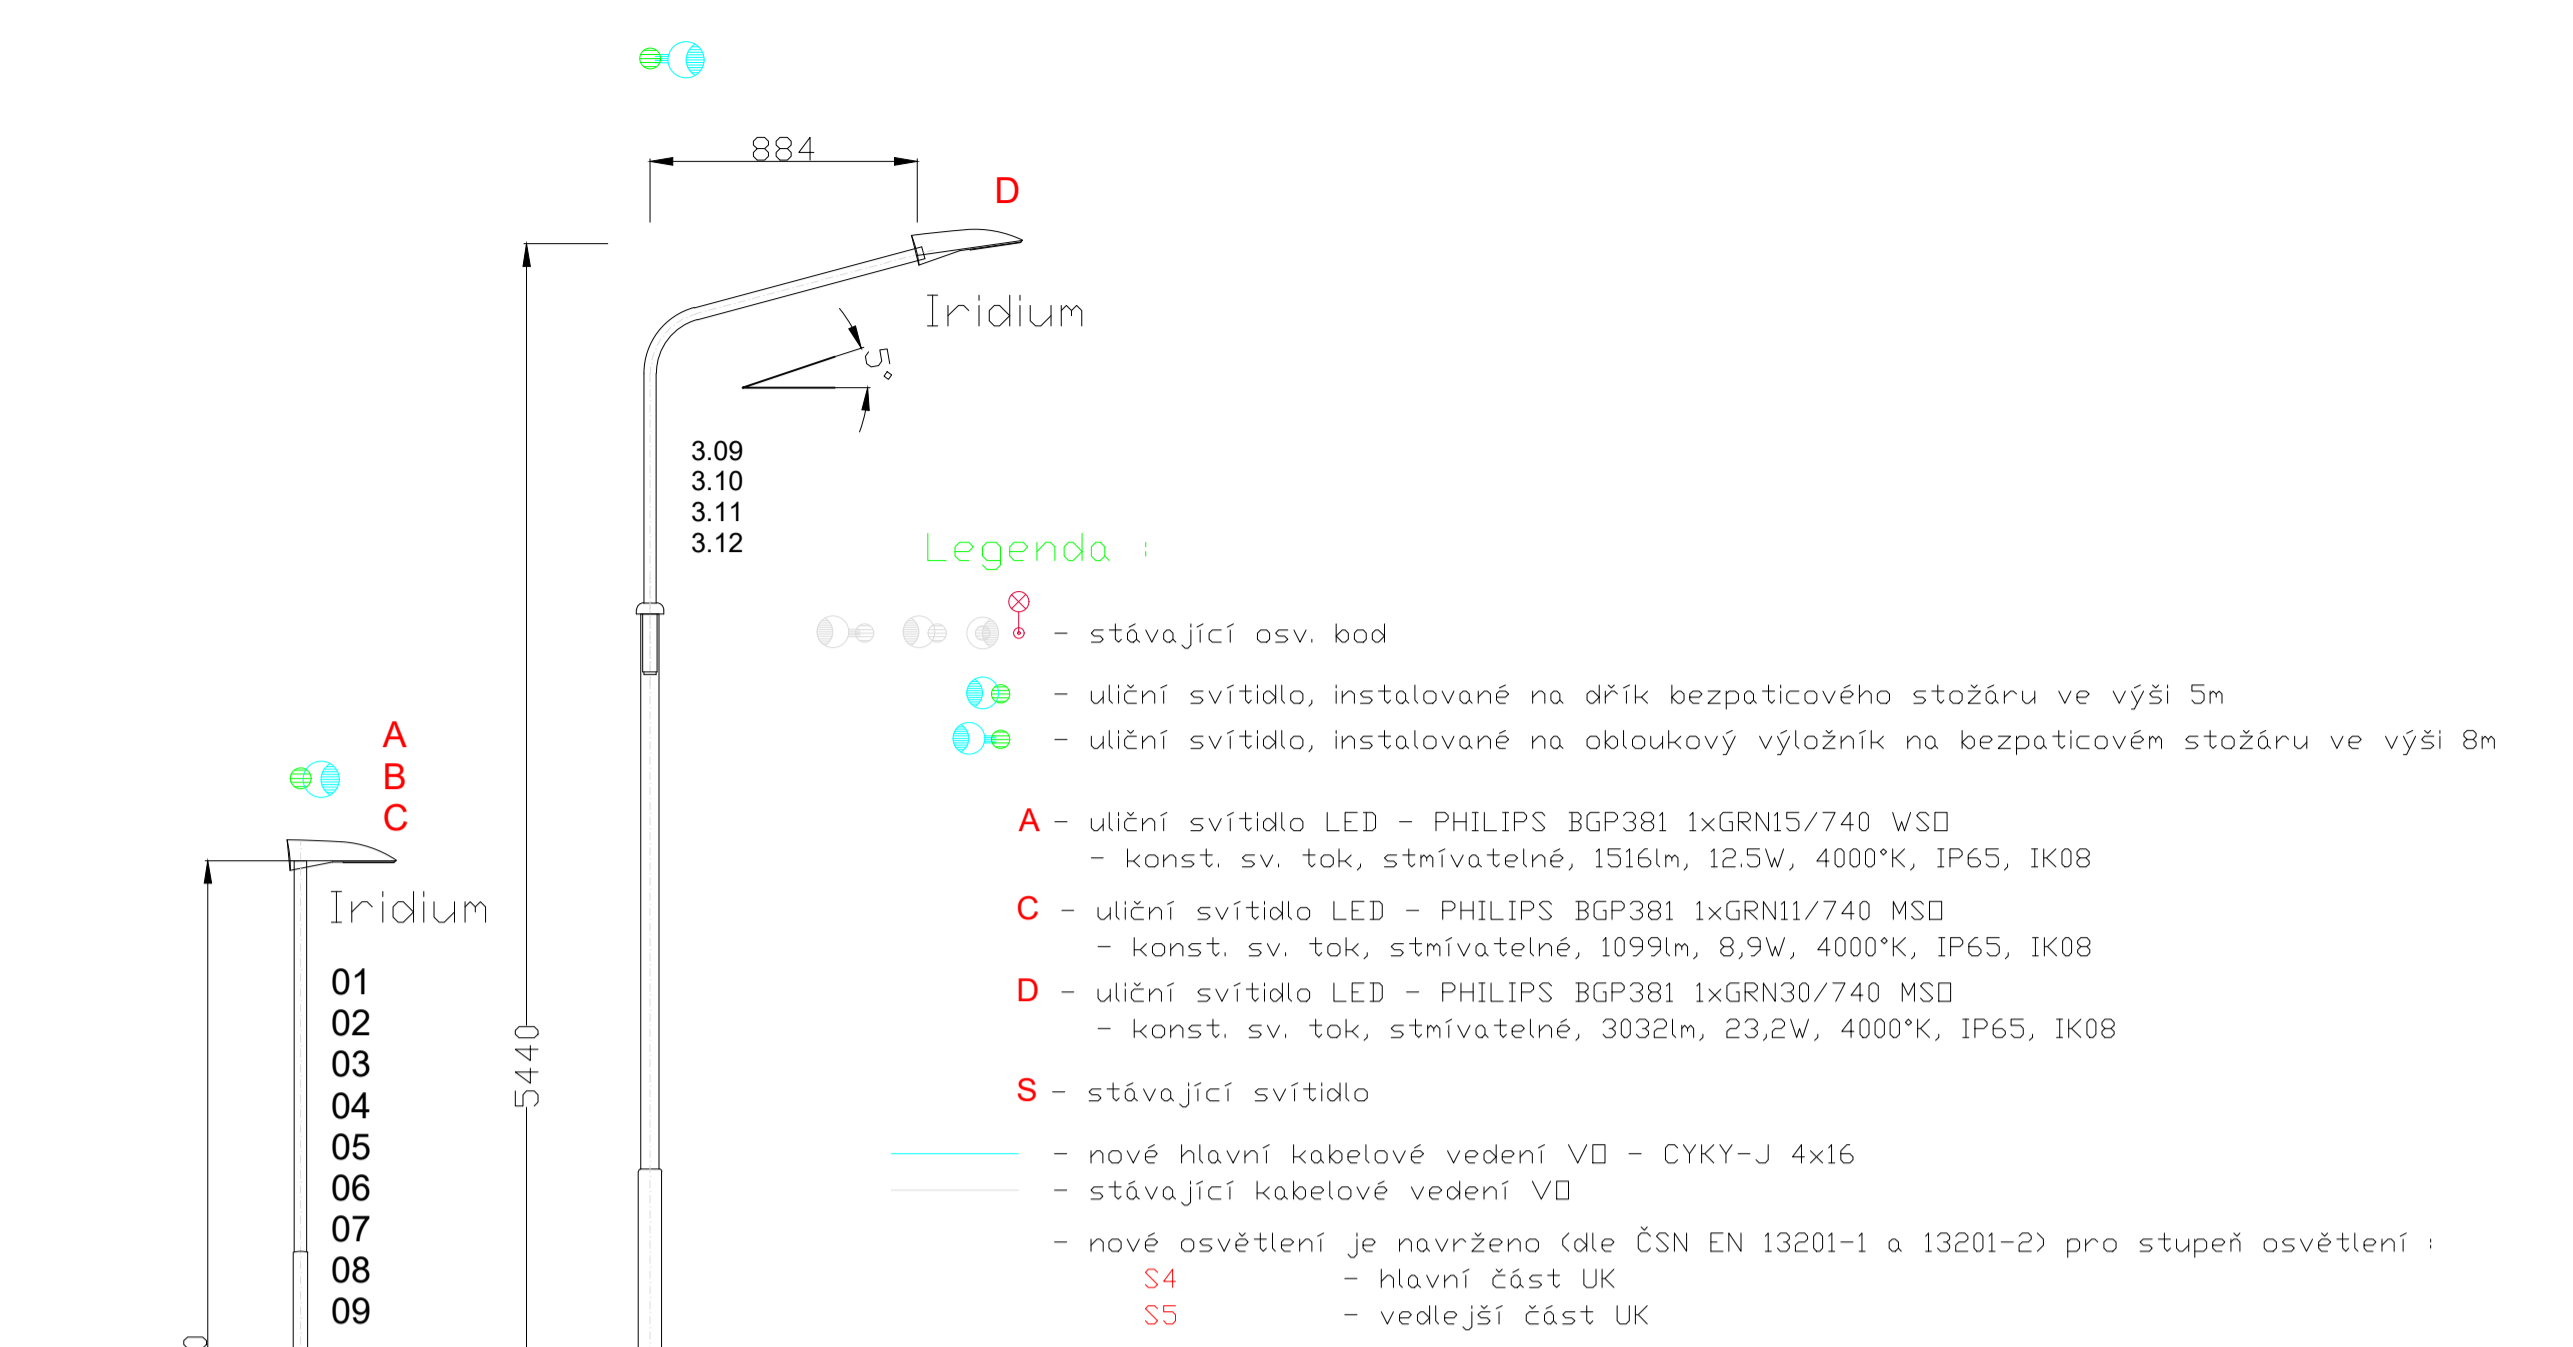 884
D
Iridium
5°
3.09
3.10
3.11
3.12
Legenda :
- stávající osv. bod
- uliční svítidlo, instalované na dřík bezpaticového stožáru ve výši 5m
- uliční svítidlo, instalované na obloukový výložník na bezpaticovém stožáru ve výši 8m
A
B
C
Iridium
01
02
03
04
05
06
07
08
09
5440
A - uliční svítidlo LED - PHILIPS BGP381 1xGRN15/740 WS□
- konst. sv. tok, stmívatelné, 1516lm, 12.5W, 4000°K, IP65, IK08
C - uliční svítidlo LED - PHILIPS BGP381 1xGRN11/740 MS□
- konst. sv. tok, stmívatelné, 1099lm, 8,9W, 4000°K, IP65, IK08
D - uliční svítidlo LED - PHILIPS BGP381 1xGRN30/740 MS□
- konst. sv. tok, stmívatelné, 3032lm, 23,2W, 4000°K, IP65, IK08
S - stávající svítidlo
- nové hlavní kabelové vedení V□ - CYKY-J 4x16
- stávající kabelové vedení V□
- nové osvětlení je navrženo (dle ČSN EN 13201-1 a 13201-2) pro stupeň osvětlení :
S4 - hlavní část UK
S5 - vedlejší část UK